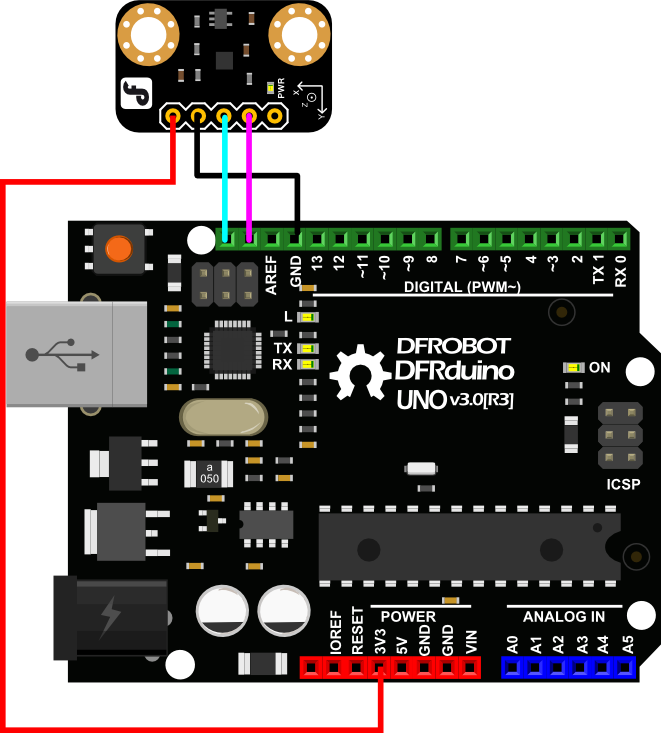 PWR
X
Z
Y
AREF
GND
13
12
~11
~10
~9
8
7
~6
~5
4
~3
2
TX 1
RX 0
DIGITAL (PWM~)
L
TX
RX
DFROBOT
DFRduino
UNO v3.0[R3]
ON
a
050
ICSP
POWER
ANALOG IN
IOREF
RESET
3V3
5V
GND
GND
VIN
A0
A1
A2
A3
A4
A5